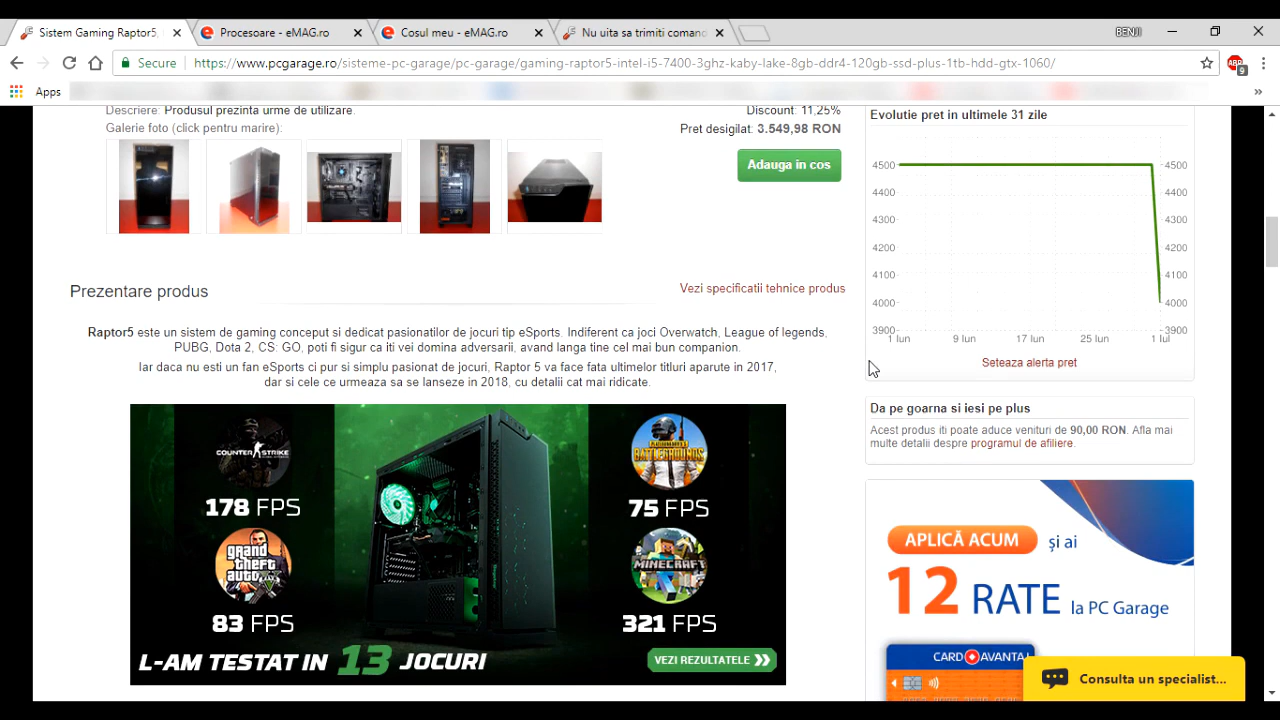 Sistem Gaming Raptor5,
Procesoare - eMAG.ro
Cosul meu - eMAG.ro
Nu uita sa trimiti comand
BENJI
Secure
https://www.pcgarage.ro/sisteme-pc-garage/pc-garage/gaming-raptor5-intel-i5-7400-3ghz-kaby-lake-8gb-ddr4-120gb-ssd-plus-1tb-hdd-gtx-1060/
ABP
9
Apps
Descriere: Produsul prezinta urme de utilizare.
Galerie foto (click pentru marire):
Discount: 11,25%
Pret desigilat: 3.549,98 RON
Adauga in cos
Evolutie pret in ultimele 31 zile
4500 4500
4400 4400
4300 4300
4200 4200
4100 4100
4000 4000
3900 3900
1 Iun 9 Iun 17 Iun 25 Iun 1 Iul
Seteaza alerta pret
Prezentare produs
Vezi specificatii tehnice produs
Raptor5 este un sistem de gaming conceput si dedicat pasionatilor de jocuri tip eSports. Indiferent ca joci Overwatch, League of legends,
PUBG, Dota 2, CS: GO, poti fi sigur ca iti vei domina adversarii, avand langa tine cel mai bun companion.
Iar daca nu esti un fan eSports ci pur si simplu pasionat de jocuri, Raptor 5 va face fata ultimelor titluri aparute in 2017,
dar si cele ce urmeaza sa se lanseze in 2018, cu detalii cat mai ridicate.
Da pe goarna si iesi pe plus
Acest produs iti poate aduce venituri de 90,00 RON. Afla mai
multe detalii despre programul de afiliere.
COUNTER STRIKE
178 FPS
BATTLEGROUNDS
75 FPS
grand
theft
auto
83 FPS
MINECRAFT
321 FPS
L-AM TESTAT IN 13 JOCURI
VEZI REZULTATELE
APLICĂ ACUM și ai
12 RATE la PC Garage
CARD AVANTAJ
Consulta un specialist...